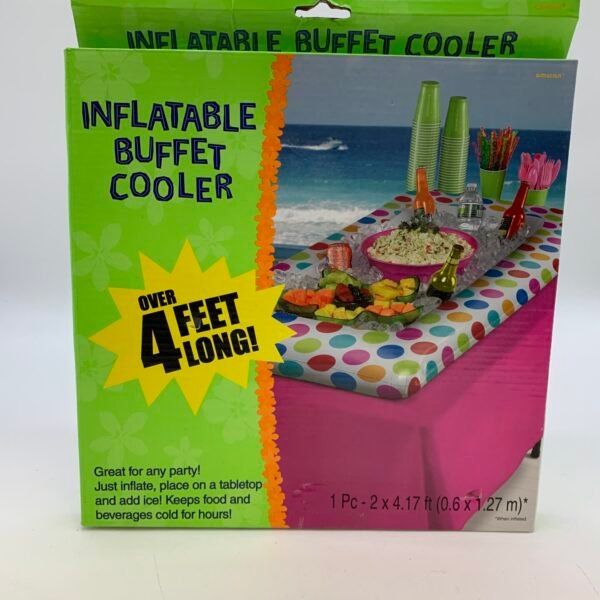 INFLATABLE BUFFET COOLER
amscan
INFLATABLE
BUFFET
COOLER
OVER
4 FEET
LONG!
Great for any party!
Just inflate, place on a tabletop
and add ice! Keeps food and
beverages cold for hours!
1 Pc - 2 x 4.17 ft (0.6 x 1.27 m)*
*When inflated